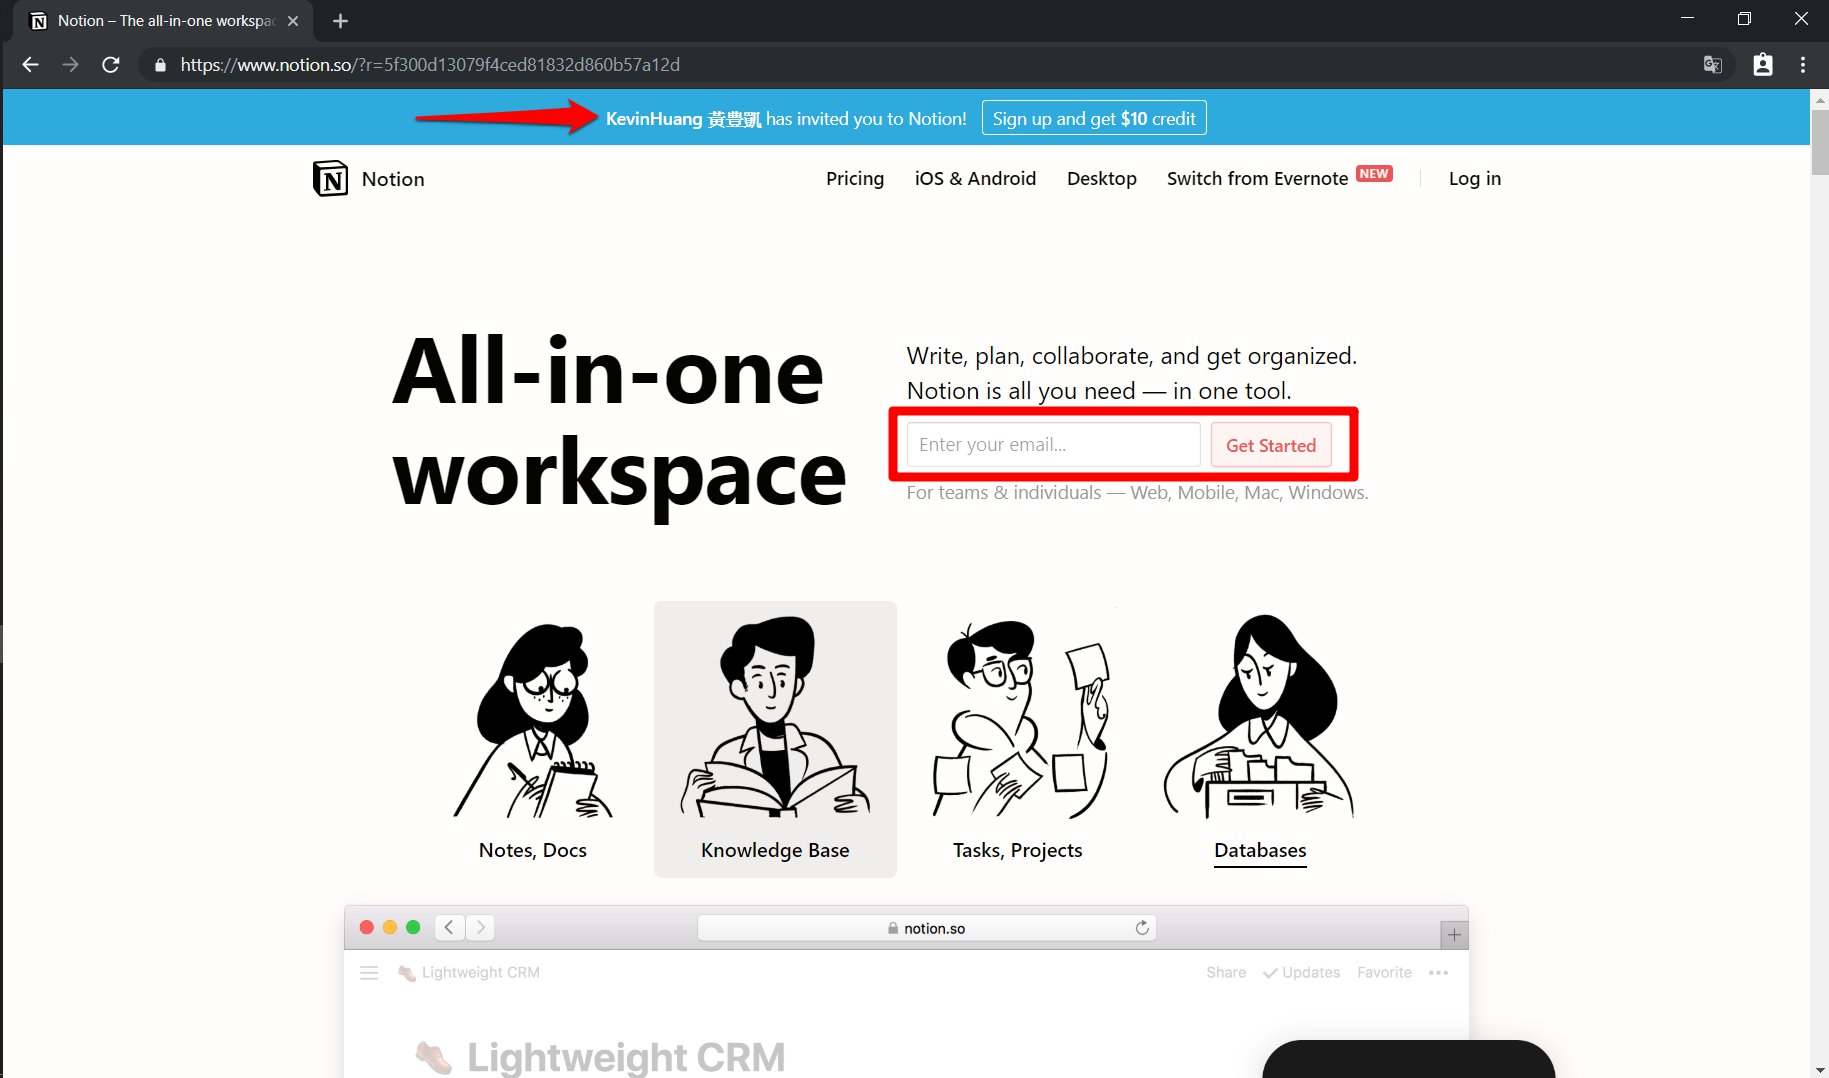 Notion – The all-in-one workspac
https://www.notion.so/?r=5f300d13079f4ced81832d860b57a12d
KevinHuang 黃豊凱 has invited you to Notion! Sign up and get $10 credit
N Notion Pricing iOS & Android Desktop Switch from Evernote NEW Log in
All-in-one
workspace
Write, plan, collaborate, and get organized.
Notion is all you need — in one tool.
Enter your email... Get Started
For teams & individuals — Web, Mobile, Mac, Windows.
Notes, Docs Knowledge Base Tasks, Projects Databases
notion.so
Lightweight CRM Share Updates Favorite
Lightweight CRM